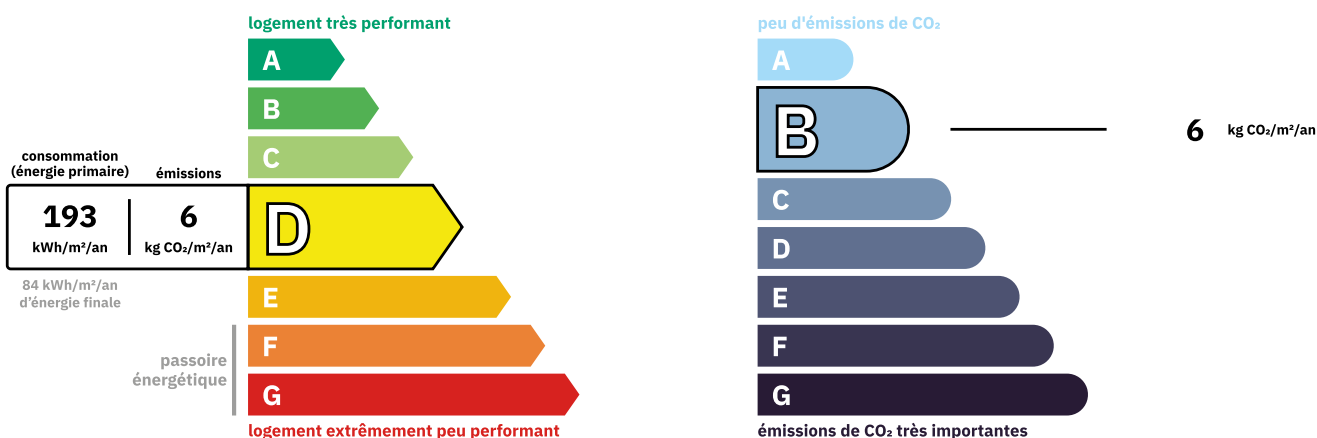 logement très performant
A
B
C
consommation
(énergie primaire)
émissions
193
kWh/m²/an
6
kg CO₂/m²/an
D
84 kWh/m²/an
d'énergie finale
E
passoire
énergétique
F
G
logement extrêmement peu performant
peu d'émissions de CO₂
A
B
6 kg CO₂/m²/an
C
D
E
F
G
émissions de CO₂ très importantes